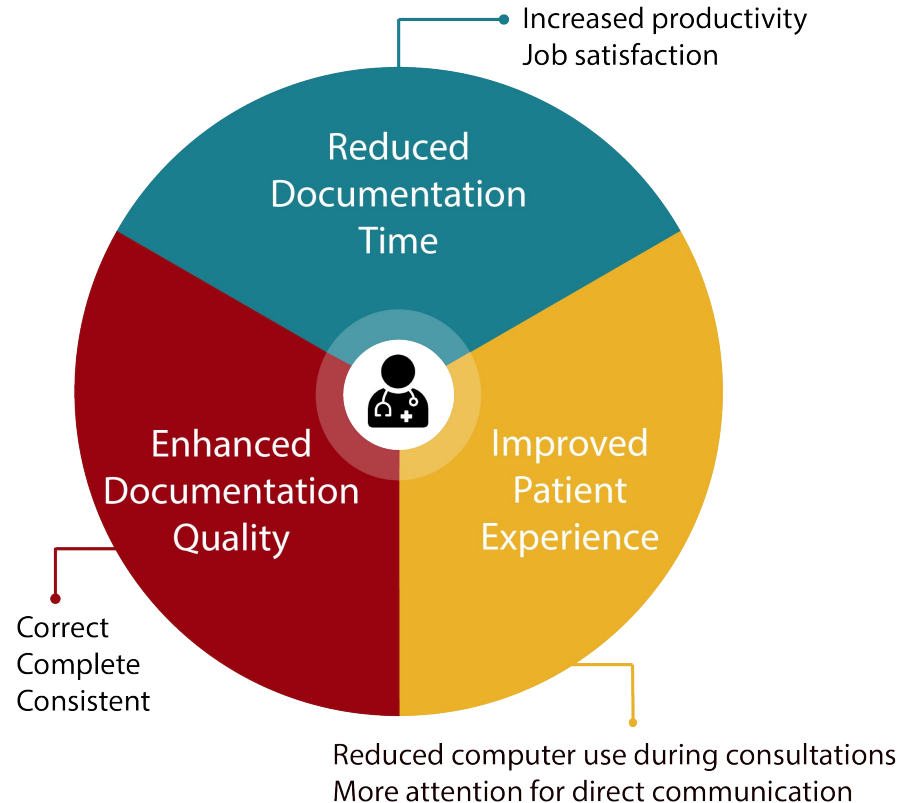 Increased productivity
Job satisfaction
Reduced
Documentation
Time
Enhanced
Documentation
Quality
Improved
Patient
Experience
Correct
Complete
Consistent
Reduced computer use during consultations
More attention for direct communication